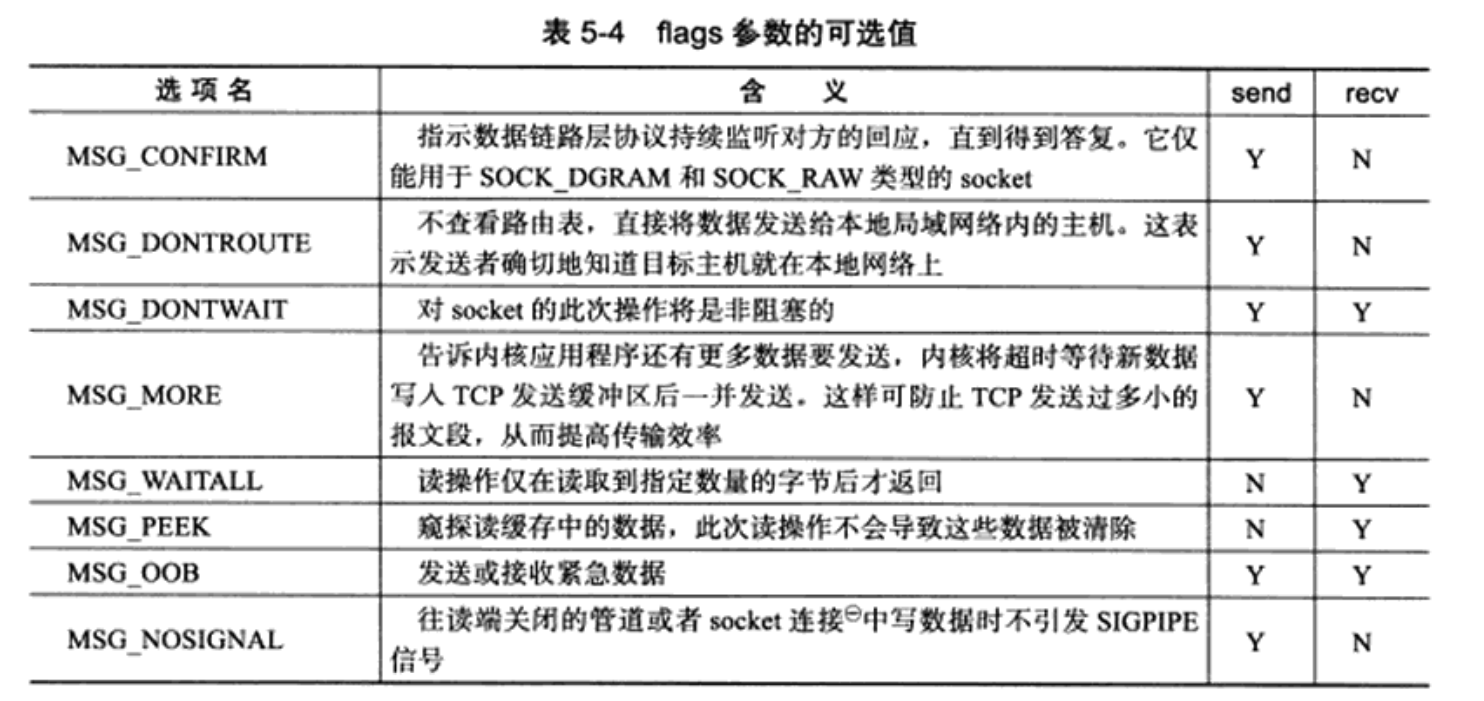 表 5-4 flags 参数的可选值
选 项 名 含 义 send recv
MSG_CONFIRM 指示数据链路层协议持续监听对方的回应，直到得到答复。它仅 Y N
能用于 SOCK_DGRAM 和 SOCK_RAW 类型的 socket
MSG_DONTROUTE 不查看路由表，直接将数据发送给本地局域网络内的主机。这表 Y N
示发送者确切地知道目标主机就在本地网络上
MSG_DONTWAIT 对 socket 的此次操作将是非阻塞的 Y Y
告诉内核应用程序还有更多数据要发送，内核将超时等待新数据
MSG_MORE 写入 TCP 发送缓冲区后一并发送。这样可防止 TCP 发送过多小的 Y N
报文段，从而提高传输效率
MSG_WAITALL 读操作仅在读取到指定数量的字节后才返回 N Y
MSG_PEEK 窥探读缓存中的数据，此次读操作不会导致这些数据被清除 N Y
MSG_OOB 发送或接收紧急数据 Y Y
MSG_NOSIGNAL 往读端关闭的管道或者 socket 连接㊀中写数据时不引发 SIGPIPE Y N
信号